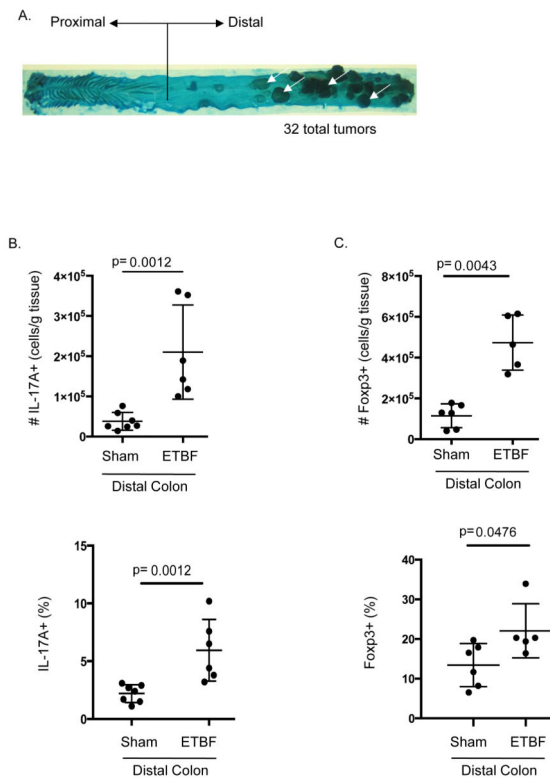 A.
Proximal Distal
32 total tumors
B.
p= 0.0012
# IL-17A+ (cells/g tissue)
4×10⁵
3×10⁵
2×10⁵
1×10⁵
0
Sham ETBF
Distal Colon
C.
p= 0.0043
# Foxp3+ (cells/g tissue)
8×10⁵
6×10⁵
4×10⁵
2×10⁵
0
Sham ETBF
Distal Colon
p= 0.0012
IL-17A+ (%)
15
10
5
0
Sham ETBF
Distal Colon
p=0.0476
Foxp3+ (%)
40
30
20
10
0
Sham ETBF
Distal Colon